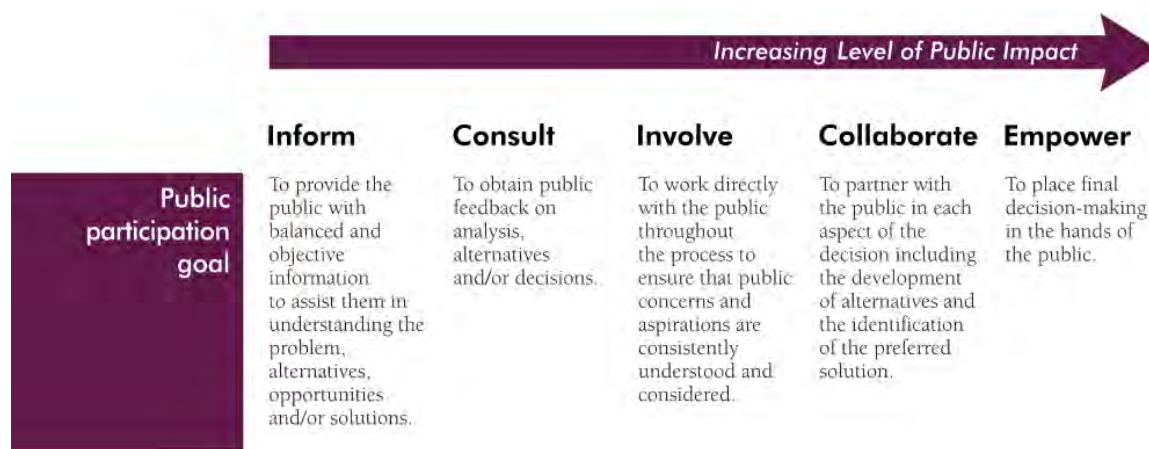 Increasing Level of Public Impact
Inform
Consult
Involve
Collaborate
Empower
Public
participation
goal
To provide the
public with
balanced and
objective
information
to assist them in
understanding the
problem,
alternatives,
opportunities
and/or solutions.
To obtain public
feedback on
analysis,
alternatives
and/or decisions.
To work directly
with the public
throughout
the process to
ensure that public
concerns and
aspirations are
consistently
understood and
considered.
To partner with
the public in each
aspect of the
decision including
the development
of alternatives and
the identification
of the preferred
solution.
To place final
decision-making
in the hands of
the public.